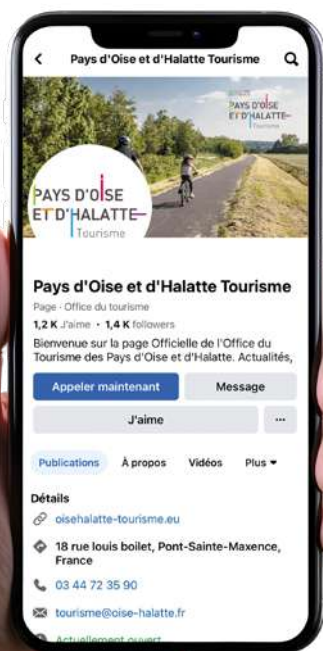 Pays d'Oise et d'Halatte Tourisme
PAYS D'OISE
ET D'HALATTE
Tourisme
PAYS D'OISE
ET D'HALATTE
Tourisme
Pays d'Oise et d'Halatte Tourisme
Page · Office du tourisme
1,2 K J'aime • 1,4 K followers
Bienvenue sur la page Officielle de l'Office du
Tourisme des Pays d'Oise et d'Halatte. Actualités,
Appeler maintenant
Message
J'aime
...
Publications
À propos
Vidéos
Plus
Détails
oisehalatte-tourisme.eu
18 rue louis boilet, Pont-Sainte-Maxence,
France
03 44 72 35 90
tourisme@oise-halatte.fr
Actuellement ouvert